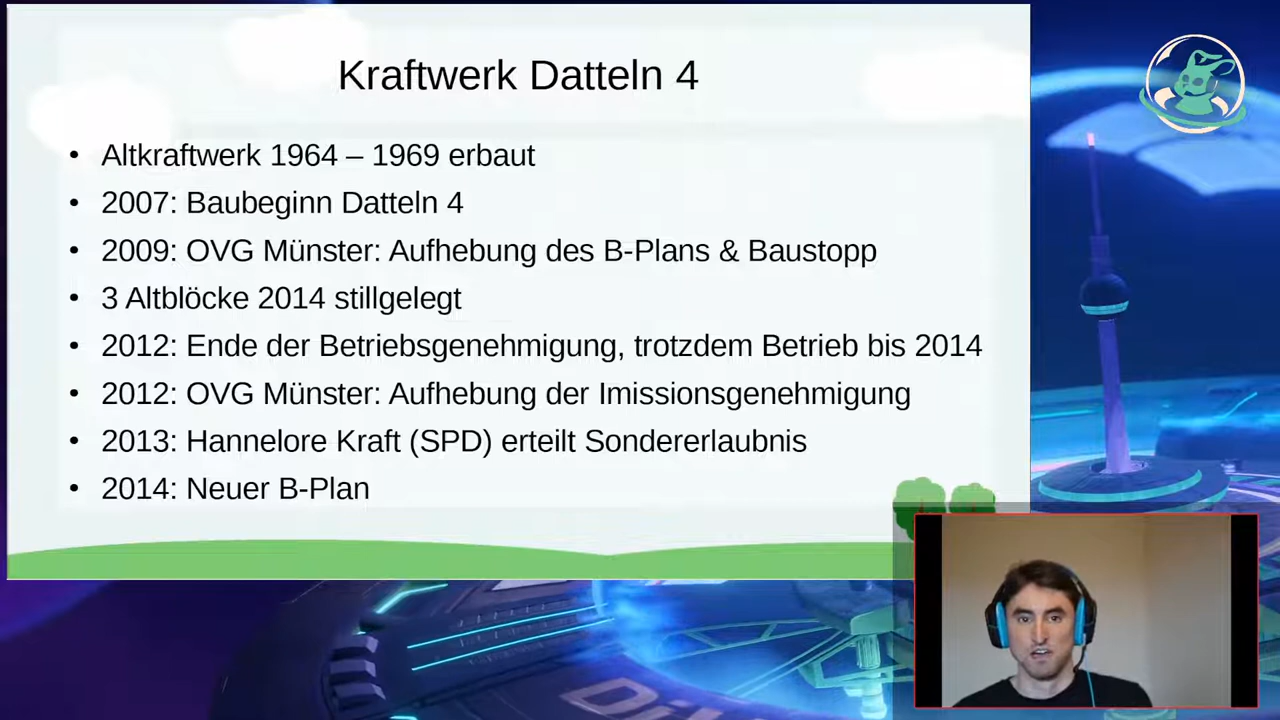 Kraftwerk Datteln 4
• Altkraftwerk 1964 – 1969 erbaut
• 2007: Baubeginn Datteln 4
• 2009: OVG Münster: Aufhebung des B-Plans & Baustopp
• 3 Altblöcke 2014 stillgelegt
• 2012: Ende der Betriebsgenehmigung, trotzdem Betrieb bis 2014
• 2012: OVG Münster: Aufhebung der Imissionsgenehmigung
• 2013: Hannelore Kraft (SPD) erteilt Sondererlaubnis
• 2014: Neuer B-Plan